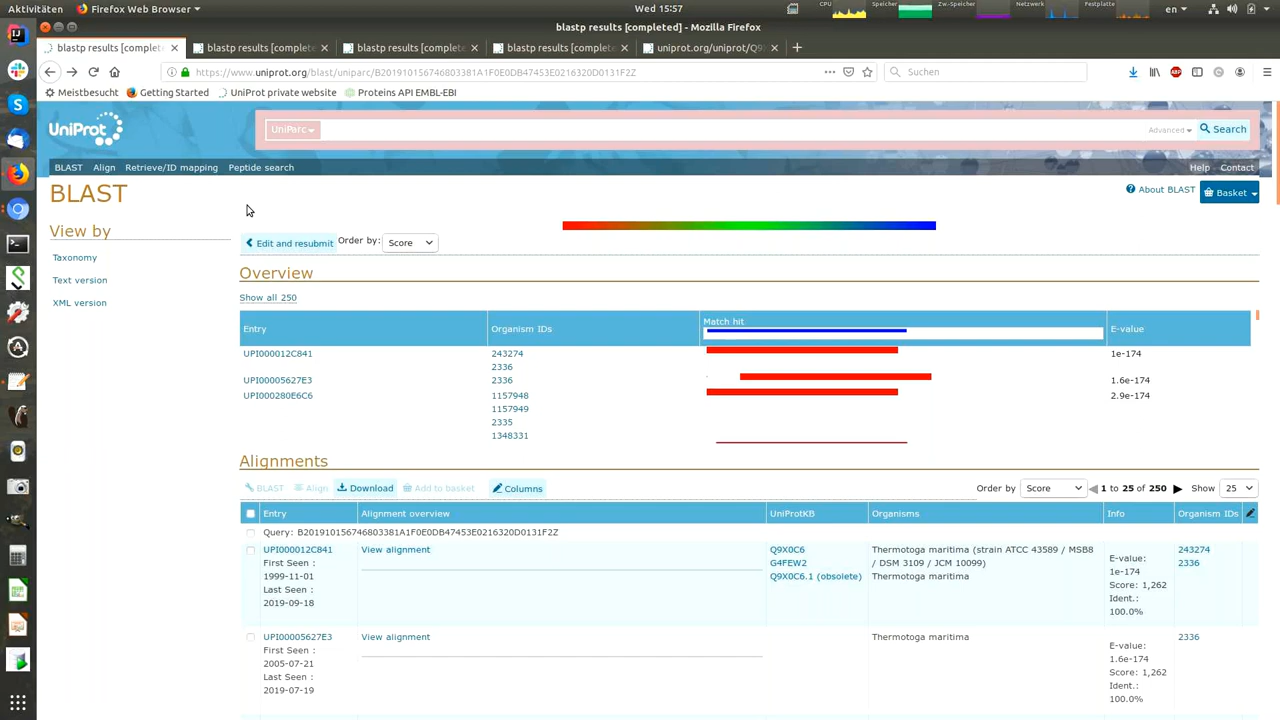 Aktivitäten
Firefox Web Browser
Wed 15:57
CPU
Speicher
Zw.-Speicher
Netzwerk
Festplatte
en
blastp results [completed] - Mozilla Firefox
blastp results [complet
blastp results [complete
blastp results [complete
blastp results [complete
uniprot.org/uniprot/Q9
https://www.uniprot.org/blast/uniparc/B201910156746803381A1F0E0DB47453E0216320D0131F2Z
Suchen
ABP
Meistbesucht
Getting Started
UniProt private website
Proteins API EMBL-EBI
UniProt
UniParc
Advanced
Search
BLAST
Align
Retrieve/ID mapping
Peptide search
Help
Contact
BLAST
About BLAST
Basket
View by
Taxonomy
Text version
XML version
Edit and resubmit
Order by:
Score
Overview
Show all 250
Entry
Organism IDs
Match hit
E-value
UPI000012C841
243274
1e-174
2336
UPI00005627E3
2336
1.6e-174
UPI000280E6C6
1157948
2.9e-174
1157949
2335
1348331
Alignments
BLAST
Align
Download
Add to basket
Columns
Order by
Score
1 to 25 of 250
Show
25
Entry
Alignment overview
UniProtKB
Organisms
Info
Organism IDs
Query: B201910156746803381A1F0E0DB47453E0216320D0131F2Z
UPI000012C841
First Seen :
1999-11-01
Last Seen :
2019-09-18
View alignment
Q9X0C6
G4FEW2
Q9X0C6.1 (obsolete)
Thermotoga maritima (strain ATCC 43589 / MSB8
/ DSM 3109 / JCM 10099)
Thermotoga maritima
E-value:
1e-174
Score: 1,262
Ident.:
100.0%
243274
2336
UPI00005627E3
First Seen :
2005-07-21
Last Seen :
2019-07-19
View alignment
Thermotoga maritima
E-value:
1.6e-174
Score: 1,262
Ident.:
100.0%
2336